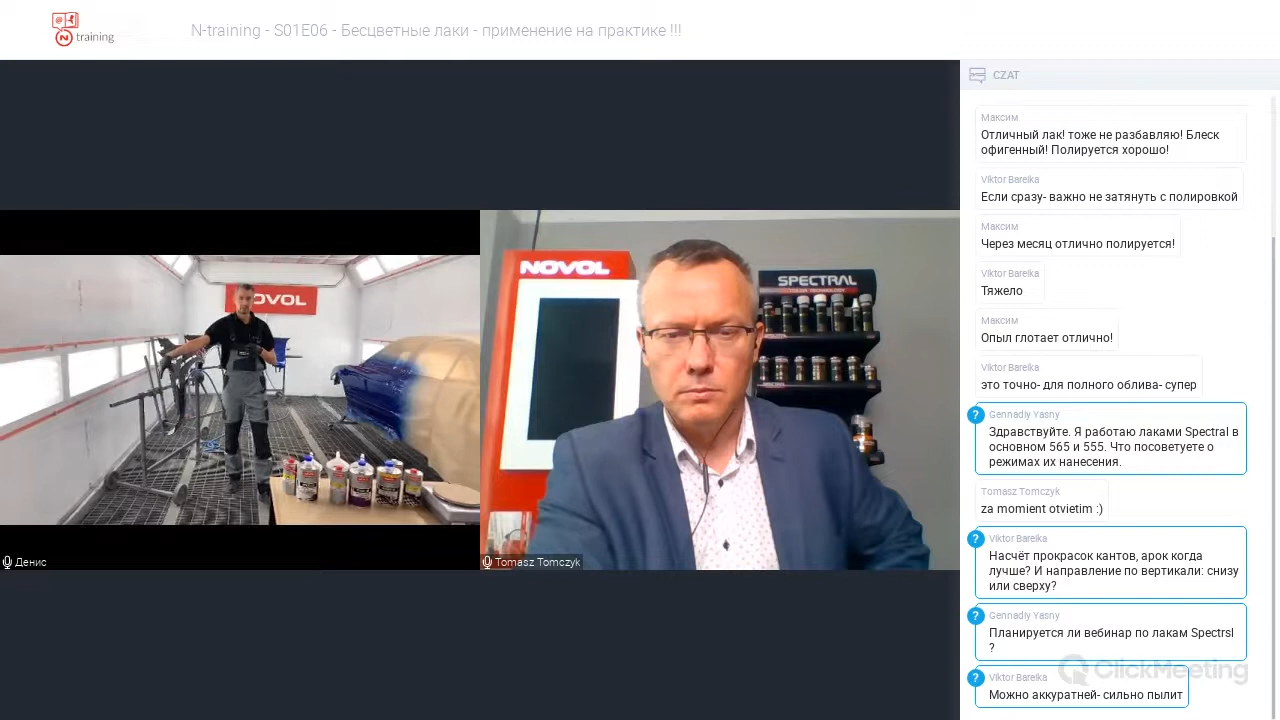 training
N-training - S01E06 - Бесцветные лаки - применение на практике !!!
CZAT
Максим
Отличный лак! тоже не разбавляю! Блеск
офигенный! Полируется хорошо!
Viktor Bareika
Если сразу- важно не затянуть с полировкой
Максим
Через месяц отлично полируется!
Viktor Bareika
Тяжело
Максим
Опыл глотает отлично!
Viktor Bareika
это точно- для полного облива- супер
Gennadiy Yasny
Здравствуйте. Я работаю лаками Spectral в
основном 565 и 555. Что посоветуете о
режимах их нанесения.
Tomasz Tomczyk
za momient otvietim :)
Viktor Bareika
Насчёт прокрасок кантов, арок когда
лучше? И направление по вертикали: снизу
или сверху?
Gennadiy Yasny
Планируется ли вебинар по лакам Spectrsl
?
Viktor Bareika
Можно аккуратней- сильно пылит
ClickMeeting
NOVOL
NOVOL
SPECTRAL
Денис
Tomasz Tomczyk